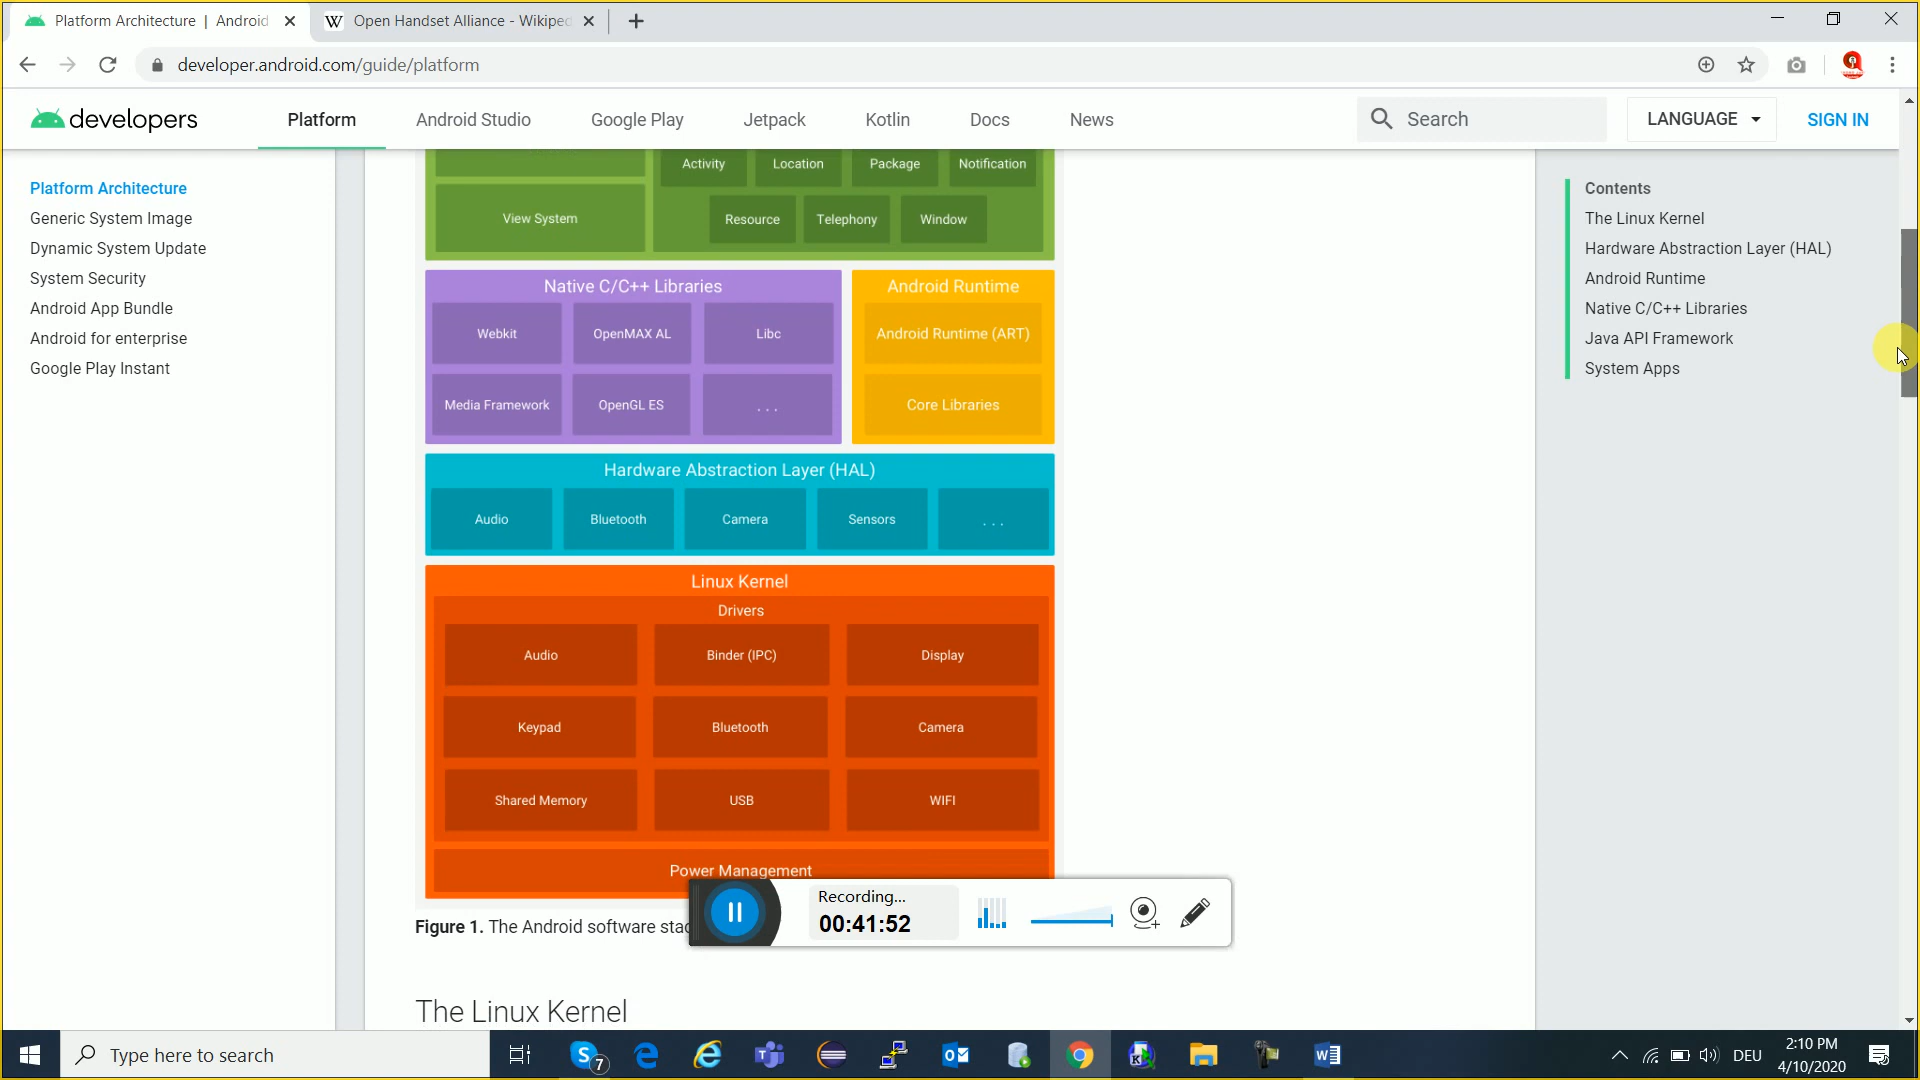 Platform Architecture | Android
Open Handset Alliance - Wikiped
developer.android.com/guide/platform
developers
Platform
Android Studio
Google Play
Jetpack
Kotlin
Docs
News
Search
LANGUAGE
SIGN IN
Platform Architecture
Generic System Image
Dynamic System Update
System Security
Android App Bundle
Android for enterprise
Google Play Instant
Activity
Location
Package
Notification
View System
Resource
Telephony
Window
Native C/C++ Libraries
Webkit
OpenMAX AL
Libc
Media Framework
OpenGL ES
. . .
Android Runtime
Android Runtime (ART)
Core Libraries
Hardware Abstraction Layer (HAL)
Audio
Bluetooth
Camera
Sensors
. . .
Linux Kernel
Drivers
Audio
Binder (IPC)
Display
Keypad
Bluetooth
Camera
Shared Memory
USB
WIFI
Power Management
Figure 1. The Android software stac
The Linux Kernel
Contents
The Linux Kernel
Hardware Abstraction Layer (HAL)
Android Runtime
Native C/C++ Libraries
Java API Framework
System Apps
Recording...
00:41:52
Type here to search
7
DEU
2:10 PM
4/10/2020